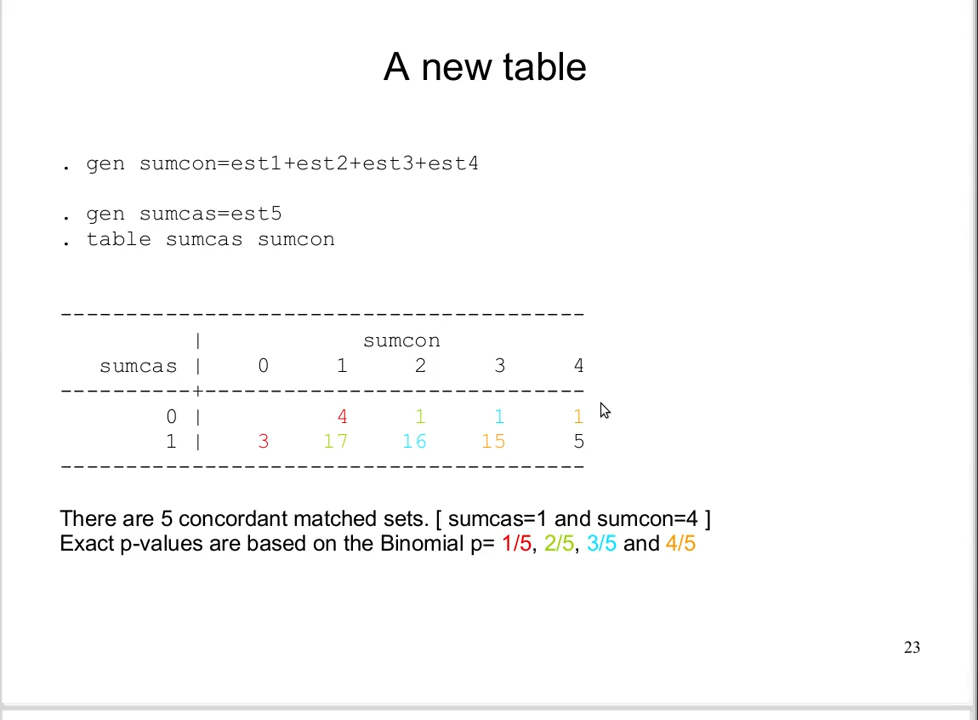 A new table
. gen sumcon=est1+est2+est3+est4
. gen sumcas=est5
. table sumcas sumcon
----------------------------------------
          |            sumcon
   sumcas |    0     1     2     3     4
----------+-----------------------------
        0 |          4     1     1     1
        1 |    3    17    16    15     5
----------------------------------------
There are 5 concordant matched sets. [ sumcas=1 and sumcon=4 ]
Exact p-values are based on the Binomial p= 1/5, 2/5, 3/5 and 4/5
23